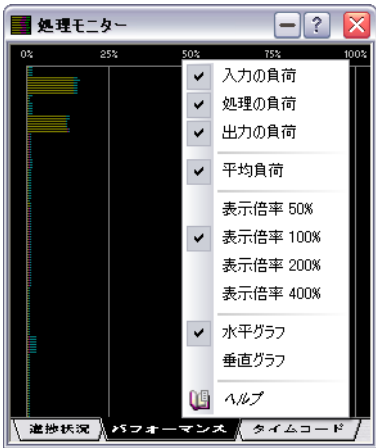 処理モニター
0% 25% 50% 75% 100%
入力の負荷
処理の負荷
出力の負荷
平均負荷
表示倍率 50%
表示倍率 100%
表示倍率 200%
表示倍率 400%
水平グラフ
垂直グラフ
ヘルプ
進捗状況 パフォーマンス タイムコード